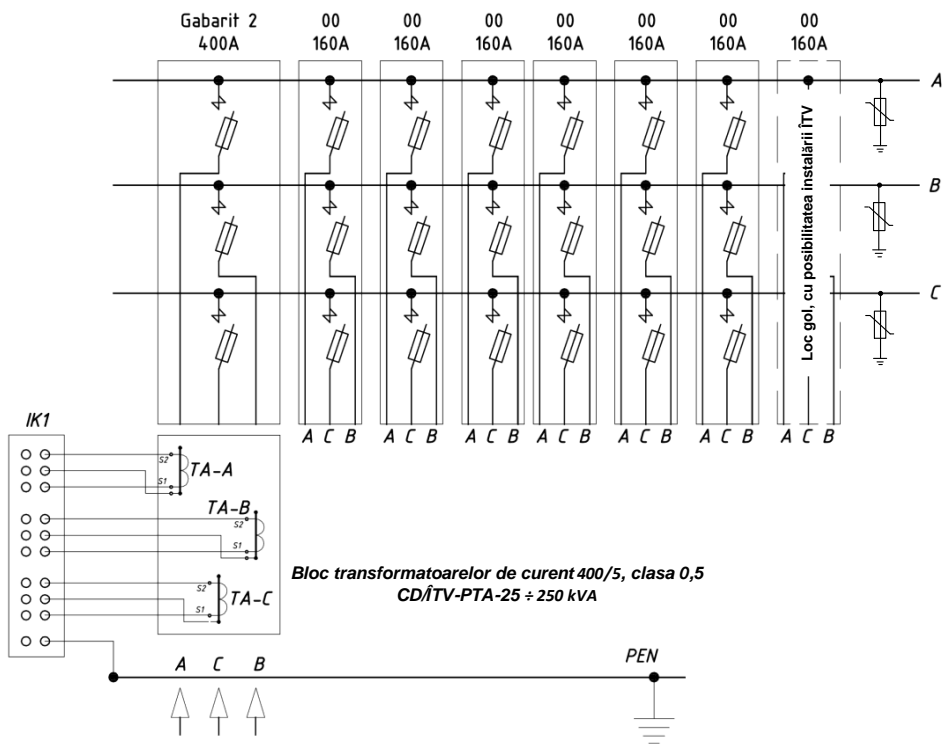 Gabarit 2 00 00 00 00 00 00 00
400A 160A 160A 160A 160A 160A 160A 160A
A
B
C
Loc gol, cu posibilitatea instalării ÎTV
A C B A C B A C B A C B A C B A C B A C B
IK1
S2
TA-A
S1
TA-B
S2
S1
S2
TA-C
S1
Bloc transformatoarelor de curent 400/5, clasa 0,5
CD/ÎTV-PTA-25 ÷ 250 kVA
A C B
PEN